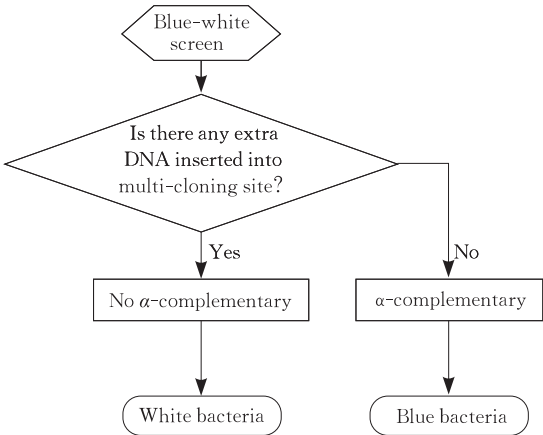 Blue-white
screen
Is there any extra
DNA inserted into
multi-cloning site?
Yes
No
No α-complementary
α-complementary
White bacteria
Blue bacteria